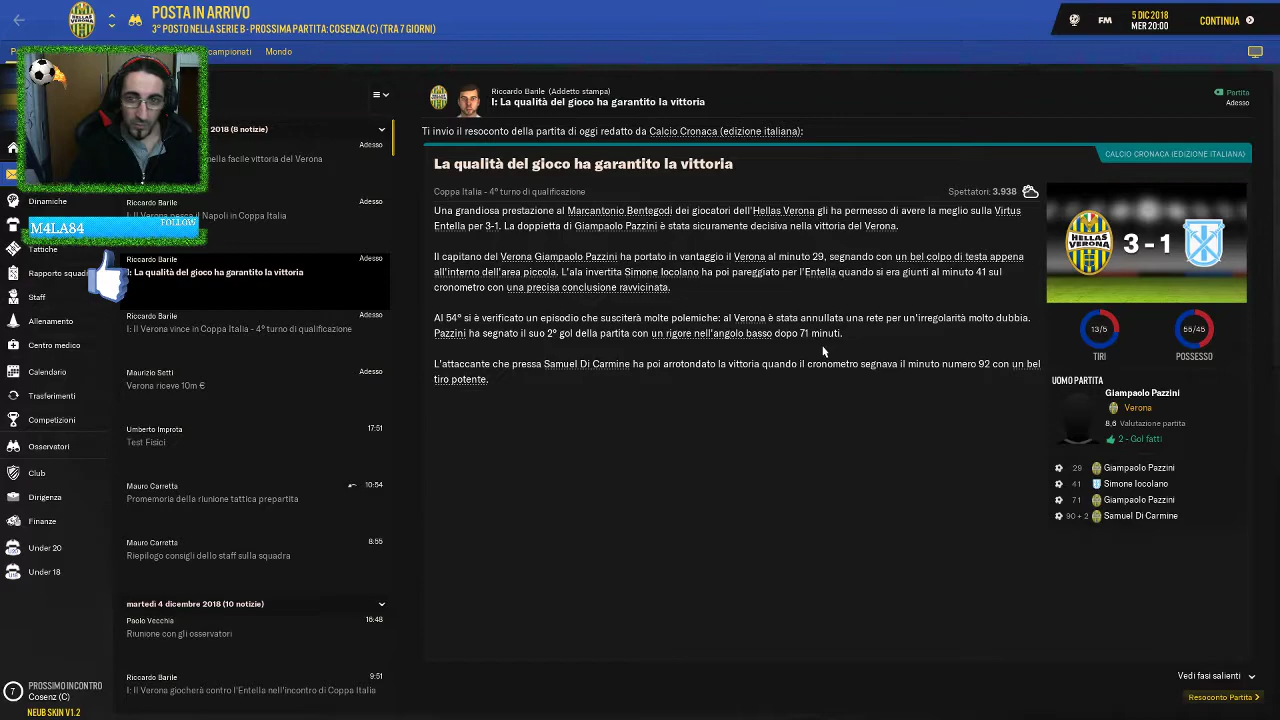 POSTA IN ARRIVO
3° POSTO NELLA SERIE B - PROSSIMA PARTITA: COSENZA (C) (TRA 7 GIORNI)
FM
5 DIC 2018
MER 20:00
CONTINUA
Mondo
2018 (8 notizie)
Adesso
nella facile vittoria del Verona
Riccardo Barile
Adesso
I: Il Verona pesca il Napoli in Coppa Italia
Riccardo Barile
Adesso
I: La qualità del gioco ha garantito la vittoria
Riccardo Barile
Adesso
I: Il Verona vince in Coppa Italia - 4° turno di qualificazione
Maurizio Setti
Adesso
Verona riceve 10m €
Umberto Improta
17:51
Test Fisici
Mauro Carretta
10:54
Promemoria della riunione tattica prepartita
Mauro Carretta
8:55
Riepilogo consigli dello staff sulla squadra
martedì 4 dicembre 2018 (10 notizie)
Paolo Vecchia
16:48
Riunione con gli osservatori
Riccardo Barile
9:51
I: Il Verona giocherà contro l'Entella nell'incontro di Coppa Italia
Dinamiche
M4LA84
FOLLOW
Tattiche
Rapporto squad
Staff
Allenamento
Centro medico
Calendario
Trasferimenti
Competizioni
Osservatori
Club
Dirigenza
Finanze
Under 20
Under 18
7
PROSSIMO INCONTRO
Cosenz (C)
NEUB SKIN V1.2
Riccardo Barile (Addetto stampa)
I: La qualità del gioco ha garantito la vittoria
Partita
Adesso
Ti invio il resoconto della partita di oggi redatto da Calcio Cronaca (edizione italiana):
CALCIO CRONACA (EDIZIONE ITALIANA)
La qualità del gioco ha garantito la vittoria
Coppa Italia - 4° turno di qualificazione
Spettatori: 3.938
Una grandiosa prestazione al Marcantonio Bentegodi dei giocatori dell'Hellas Verona gli ha permesso di avere la meglio sulla Virtus
Entella per 3-1. La doppietta di Giampaolo Pazzini è stata sicuramente decisiva nella vittoria del Verona.
Il capitano del Verona Giampaolo Pazzini ha portato in vantaggio il Verona al minuto 29, segnando con un bel colpo di testa appena
all'interno dell'area piccola. L'ala invertita Simone Iocolano ha poi pareggiato per l'Entella quando si era giunti al minuto 41 sul
cronometro con una precisa conclusione ravvicinata.
Al 54° si è verificato un episodio che susciterà molte polemiche: al Verona è stata annullata una rete per un'irregolarità molto dubbia.
Pazzini ha segnato il suo 2° gol della partita con un rigore nell'angolo basso dopo 71 minuti.
L'attaccante che pressa Samuel Di Carmine ha poi arrotondato la vittoria quando il cronometro segnava il minuto numero 92 con un bel
tiro potente.
HELLAS VERONA
3 - 1
13/5
TIRI
55/45
POSSESSO
UOMO PARTITA
Giampaolo Pazzini
Verona
8,6 Valutazione partita
2 - Gol fatti
29 Giampaolo Pazzini
41 Simone Iocolano
71 Giampaolo Pazzini
90 + 2 Samuel Di Carmine
Vedi fasi salienti
Resoconto Partita